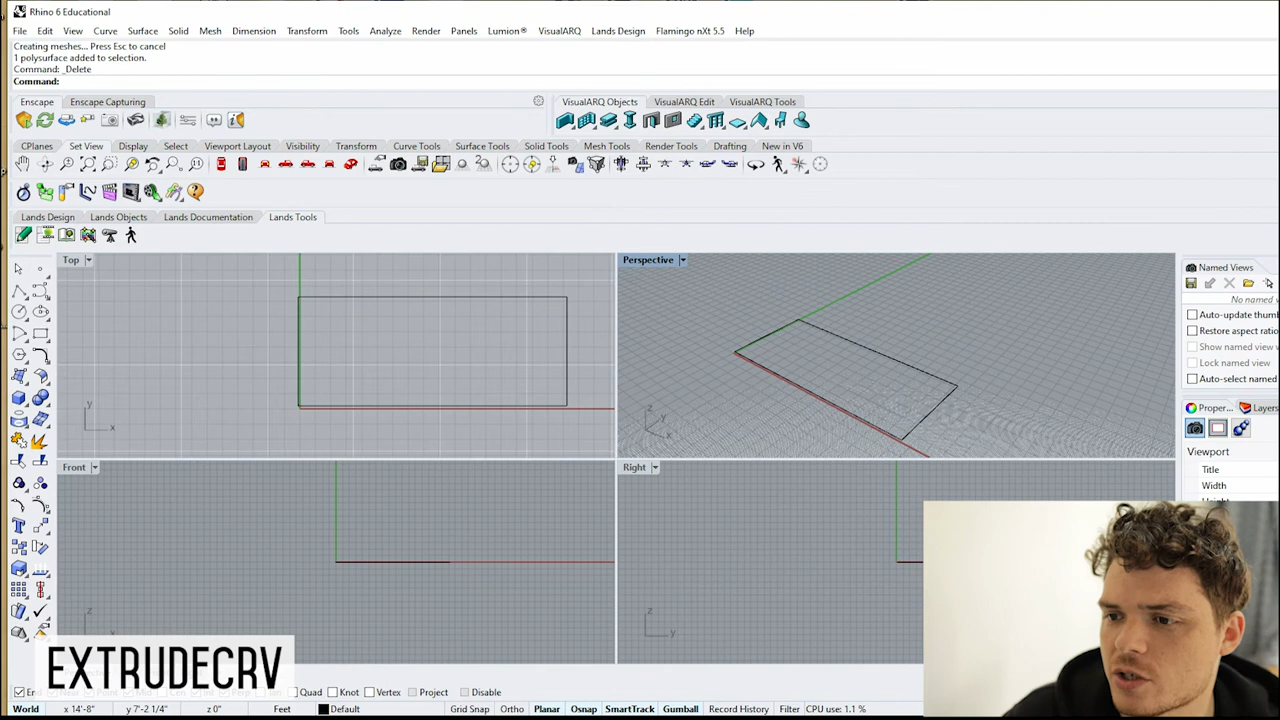 Rhino 6 Educational
File Edit View Curve Surface Solid Mesh Dimension Transform Tools Analyze Render Panels Lumion® VisualARQ Lands Design Flamingo nXt 5.5 Help
Creating meshes... Press Esc to cancel
1 polysurface added to selection.
Command: _Delete
Command:
Enscape Enscape Capturing VisualARQ Objects VisualARQ Edit VisualARQ Tools
CPlanes Set View Display Select Viewport Layout Visibility Transform Curve Tools Surface Tools Solid Tools Mesh Tools Render Tools Drafting New in V6
Lands Design Lands Objects Lands Documentation Lands Tools
Top Perspective Named Views
No named v
Auto-update thum
Restore aspect ratio
Show named view
Lock named view
Auto-select named
y x
z y x
Proper... Layers
Viewport
Title
Width
Front Right
z
z y
EXTRUDECRV
End Quad Knot Vertex Project Disable
World x 14'-8" y 7'-2 1/4" z 0" Feet Default Grid Snap Ortho Planar Osnap SmartTrack Gumball Record History Filter CPU use: 1.1 %